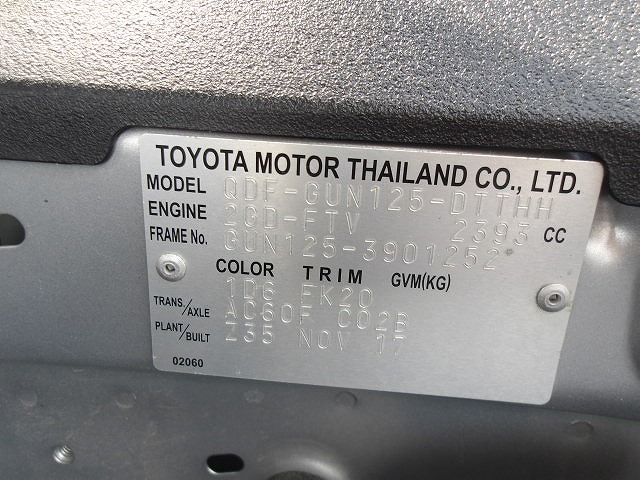 TOYOTA MOTOR THAILAND CO., LTD.
MODEL QDF-GUN125-DTTHH
ENGINE 2GD-FTV 2393 CC
FRAME No. GUN125-3901252
COLOR TRIM GVM(KG)
1D6 FK20
TRANS./AXLE AC60F C02B
PLANT/BUILT Z35 NOV 17
02060